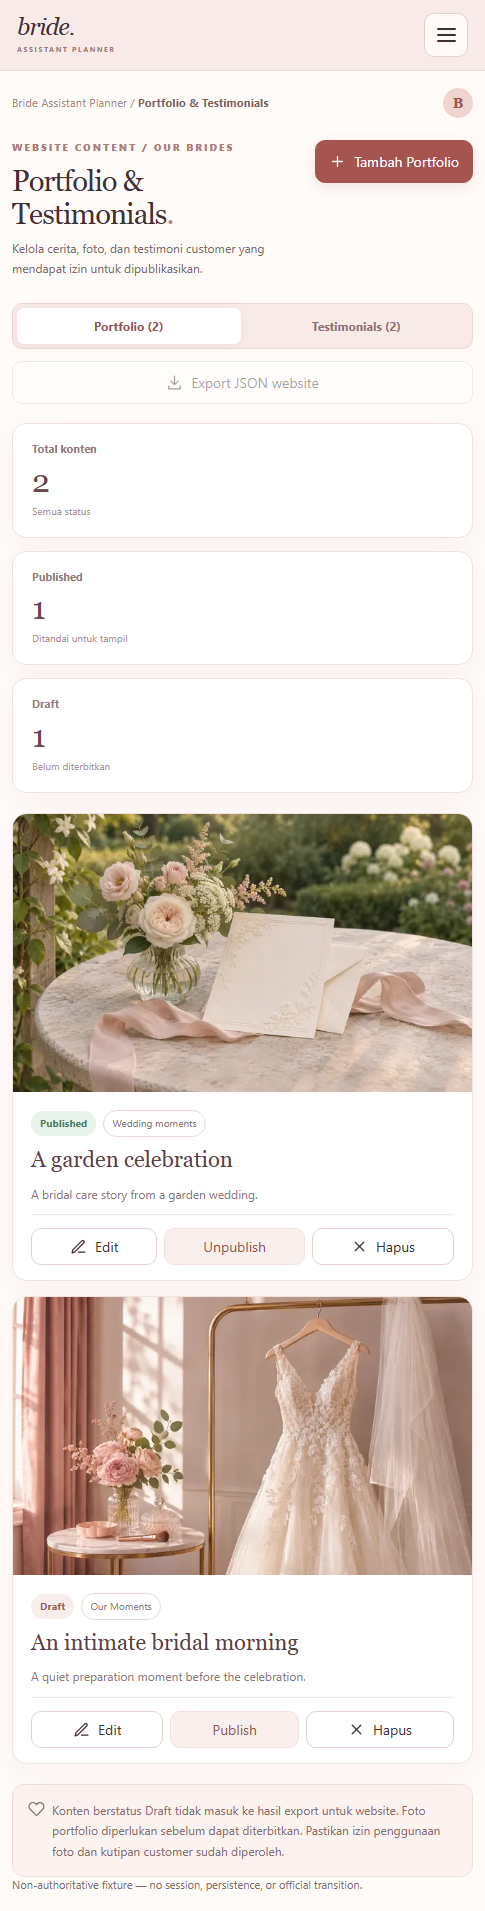 bride.
ASSISTANT PLANNER
Bride Assistant Planner / Portfolio & Testimonials
B
WEBSITE CONTENT / OUR BRIDES
Tambah Portfolio
Portfolio &
Testimonials.
Kelola cerita, foto, dan testimoni customer yang
mendapat izin untuk dipublikasikan.
Portfolio (2)
Testimonials (2)
Export JSON website
Total konten
2
Semua status
Published
1
Ditandai untuk tampil
Draft
1
Belum diterbitkan
Published
Wedding moments
A garden celebration
A bridal care story from a garden wedding.
Edit
Unpublish
Hapus
Draft
Our Moments
An intimate bridal morning
A quiet preparation moment before the celebration.
Edit
Publish
Hapus
Konten berstatus Draft tidak masuk ke hasil export untuk website. Foto
portfolio diperlukan sebelum dapat diterbitkan. Pastikan izin penggunaan
foto dan kutipan customer sudah diperoleh.
Non-authoritative fixture — no session, persistence, or official transition.